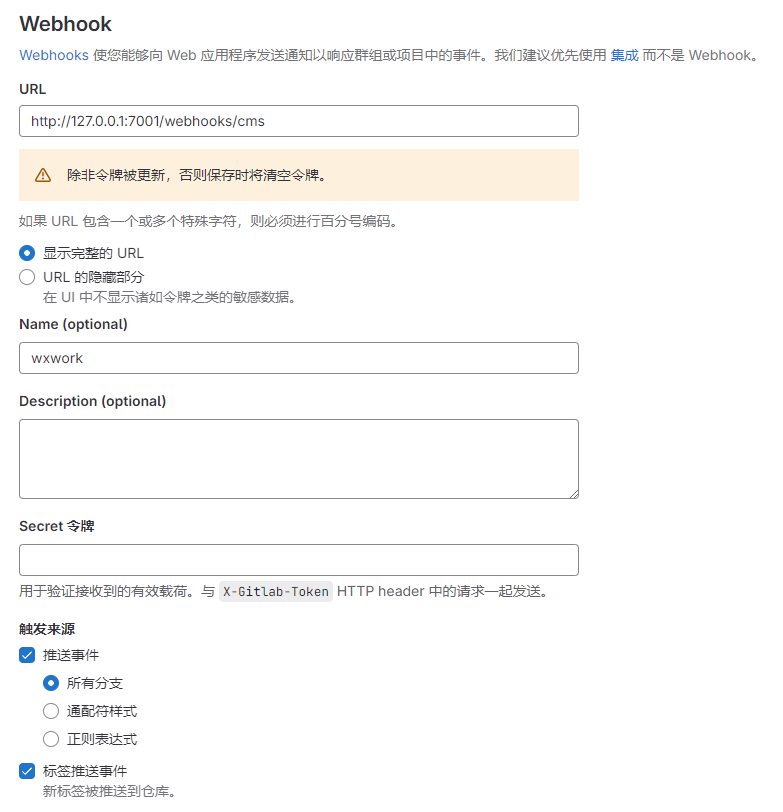 Webhook
Webhooks 使您能够向 Web 应用程序发送通知以响应群组或项目中的事件。我们建议优先使用 集成 而不是 Webhook。
URL
http://127.0.0.1:7001/webhooks/cms
除非令牌被更新，否则保存时将清空令牌。
如果 URL 包含一个或多个特殊字符，则必须进行百分号编码。
显示完整的 URL
URL 的隐藏部分
在 UI 中不显示诸如令牌之类的敏感数据。
Name (optional)
wxwork
Description (optional)
Secret 令牌
用于验证接收到的有效载荷。与 X-Gitlab-Token HTTP header 中的请求一起发送。
触发来源
推送事件
所有分支
通配符样式
正则表达式
标签推送事件
新标签被推送到仓库。